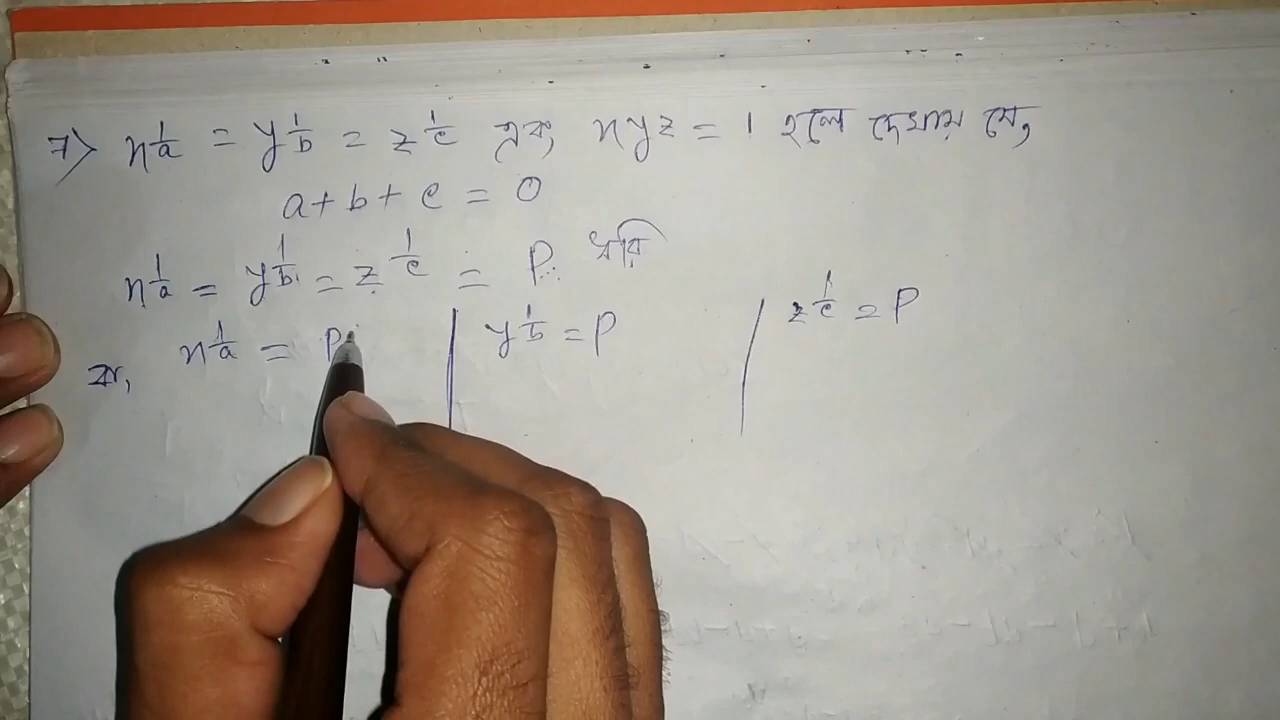 7> x^{1/a} = y^{1/b} = z^{1/c} এবং xyz = 1 হলে দেখাও যে,
a + b + c = 0
x^{1/a} = y^{1/b} = z^{1/c} = P ধরি
বা, x^{1/a} = P | y^{1/b} = P | z^{1/c} = P